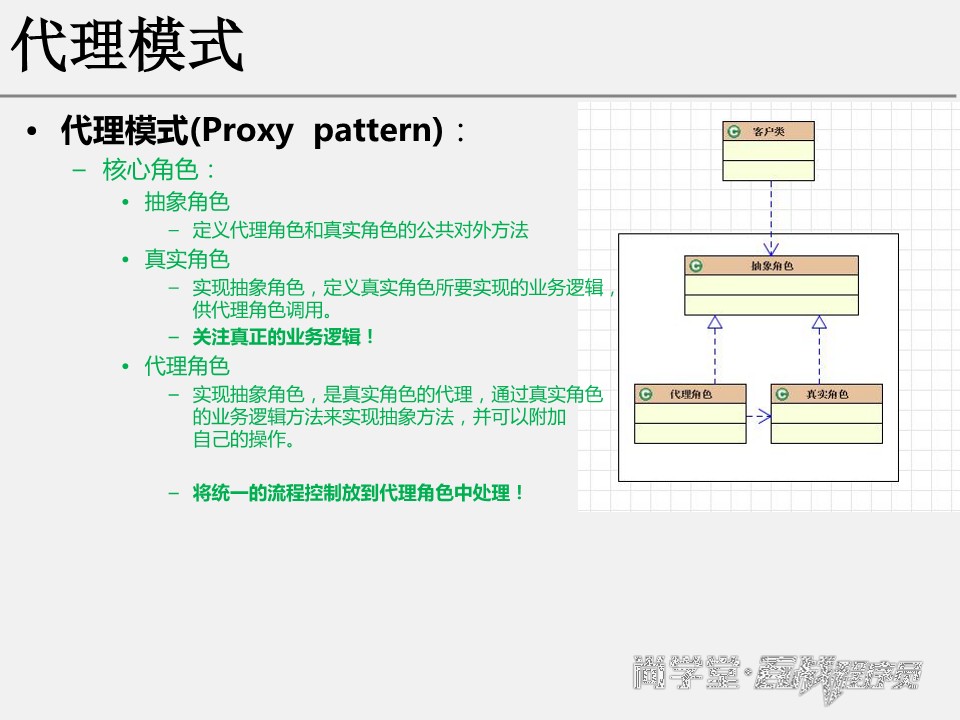 代理模式
• 代理模式(Proxy pattern)：
– 核心角色：
• 抽象角色
– 定义代理角色和真实角色的公共对外方法
• 真实角色
– 实现抽象角色，定义真实角色所要实现的业务逻辑，
供代理角色调用。
– 关注真正的业务逻辑！
• 代理角色
– 实现抽象角色，是真实角色的代理，通过真实角色
的业务逻辑方法来实现抽象方法，并可以附加
自己的操作。
– 将统一的流程控制放到代理角色中处理！
C 客户类
C 抽象角色
C 代理角色
C 真实角色
尚学堂·